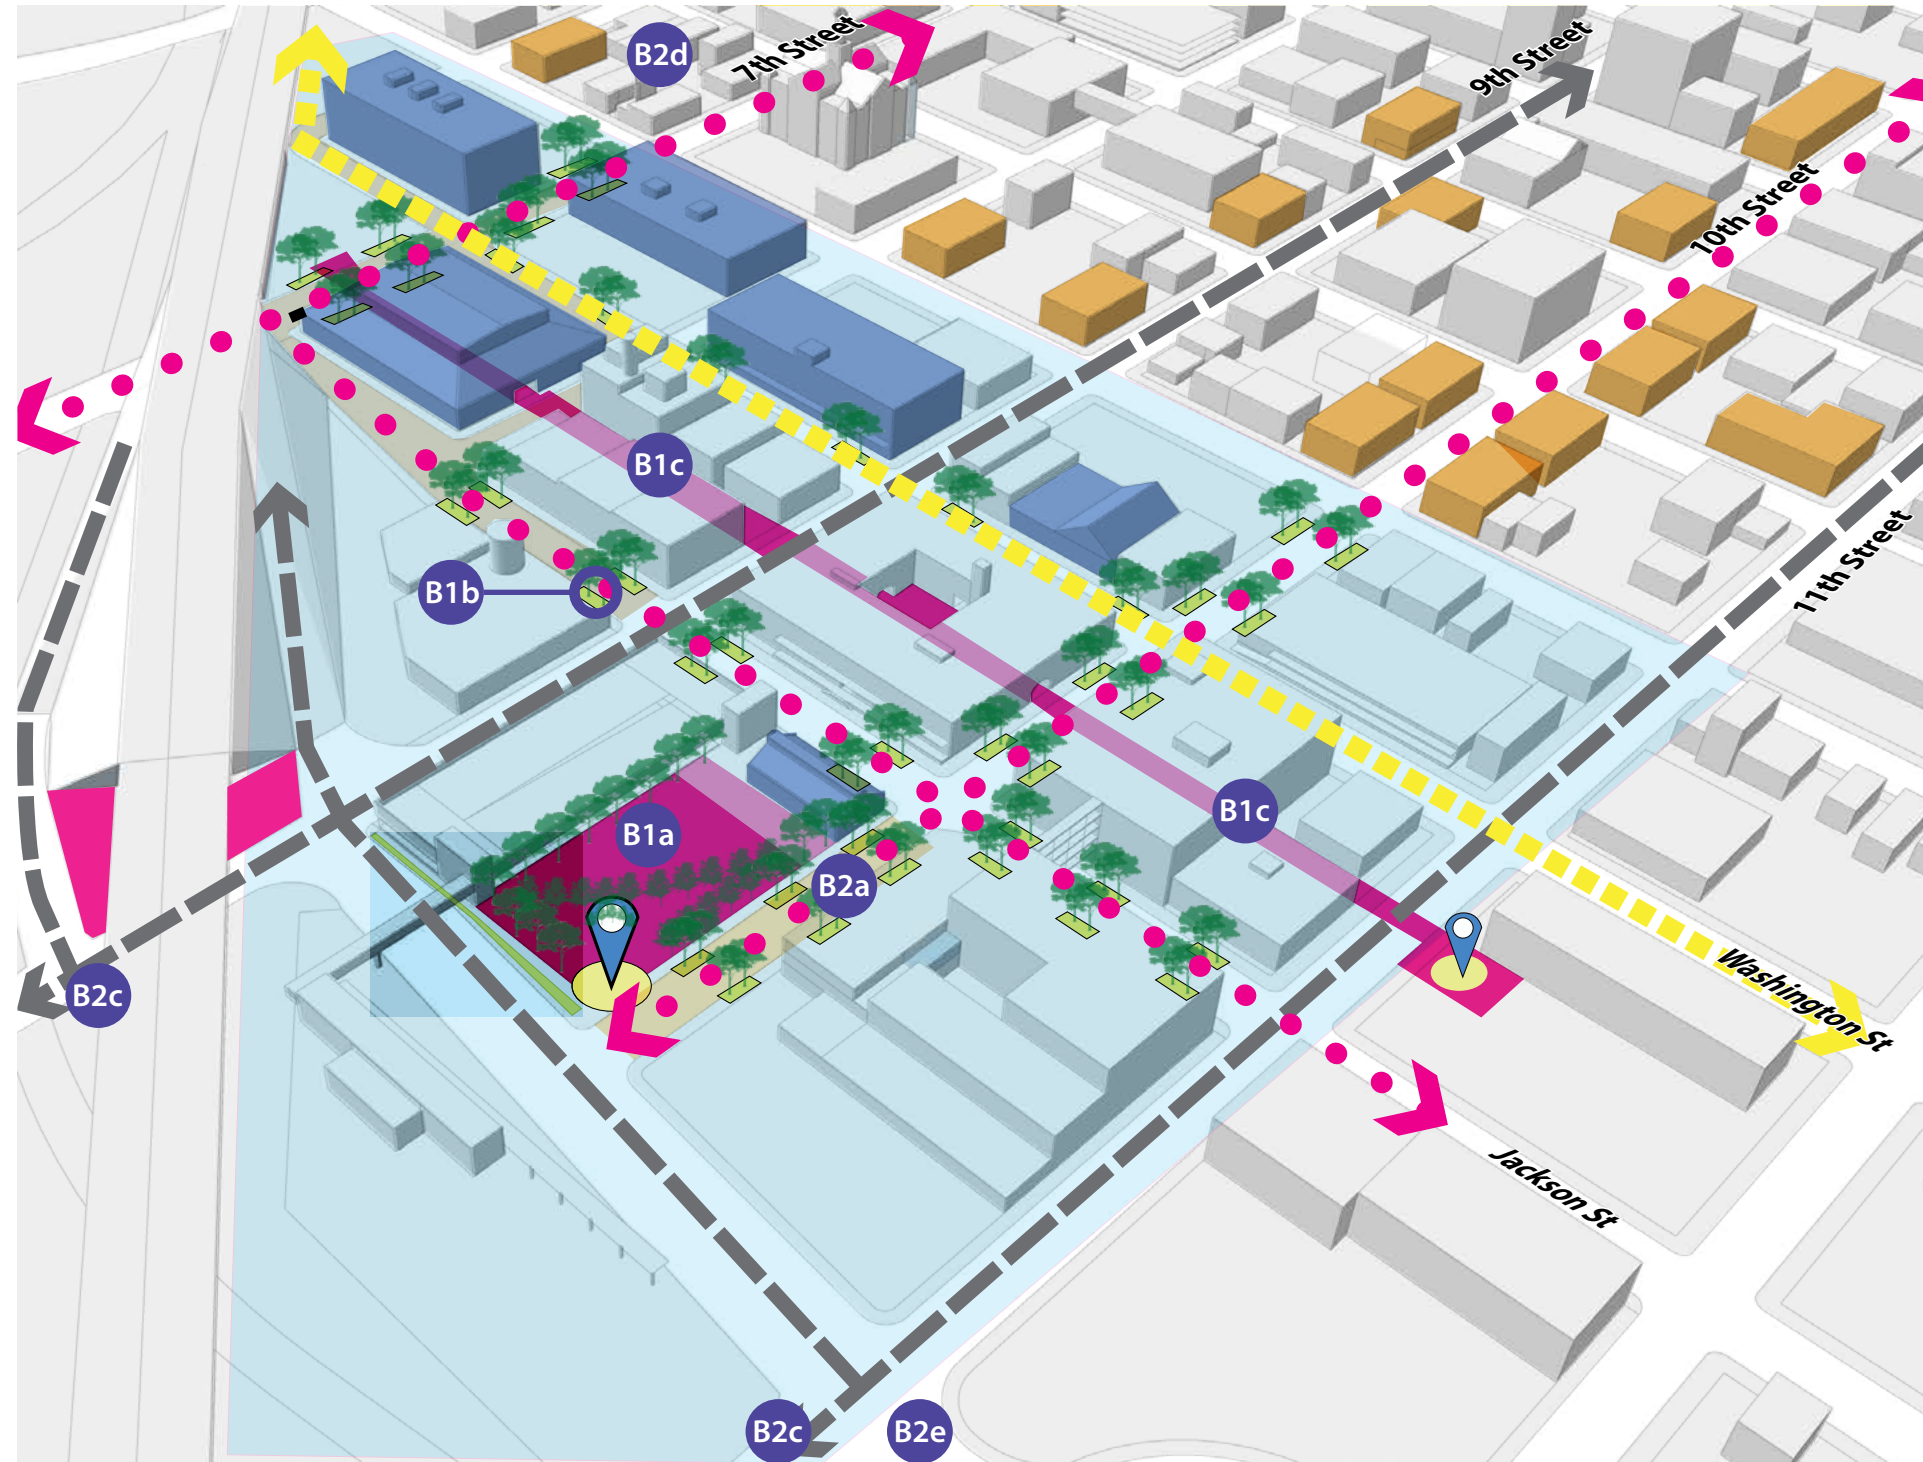 B2d
7th Street
9th Street
10th Street
B1c
11th Street
B1b
B1c
B1a
B2a
B2c
Washington St
Jackson St
B2c
B2e